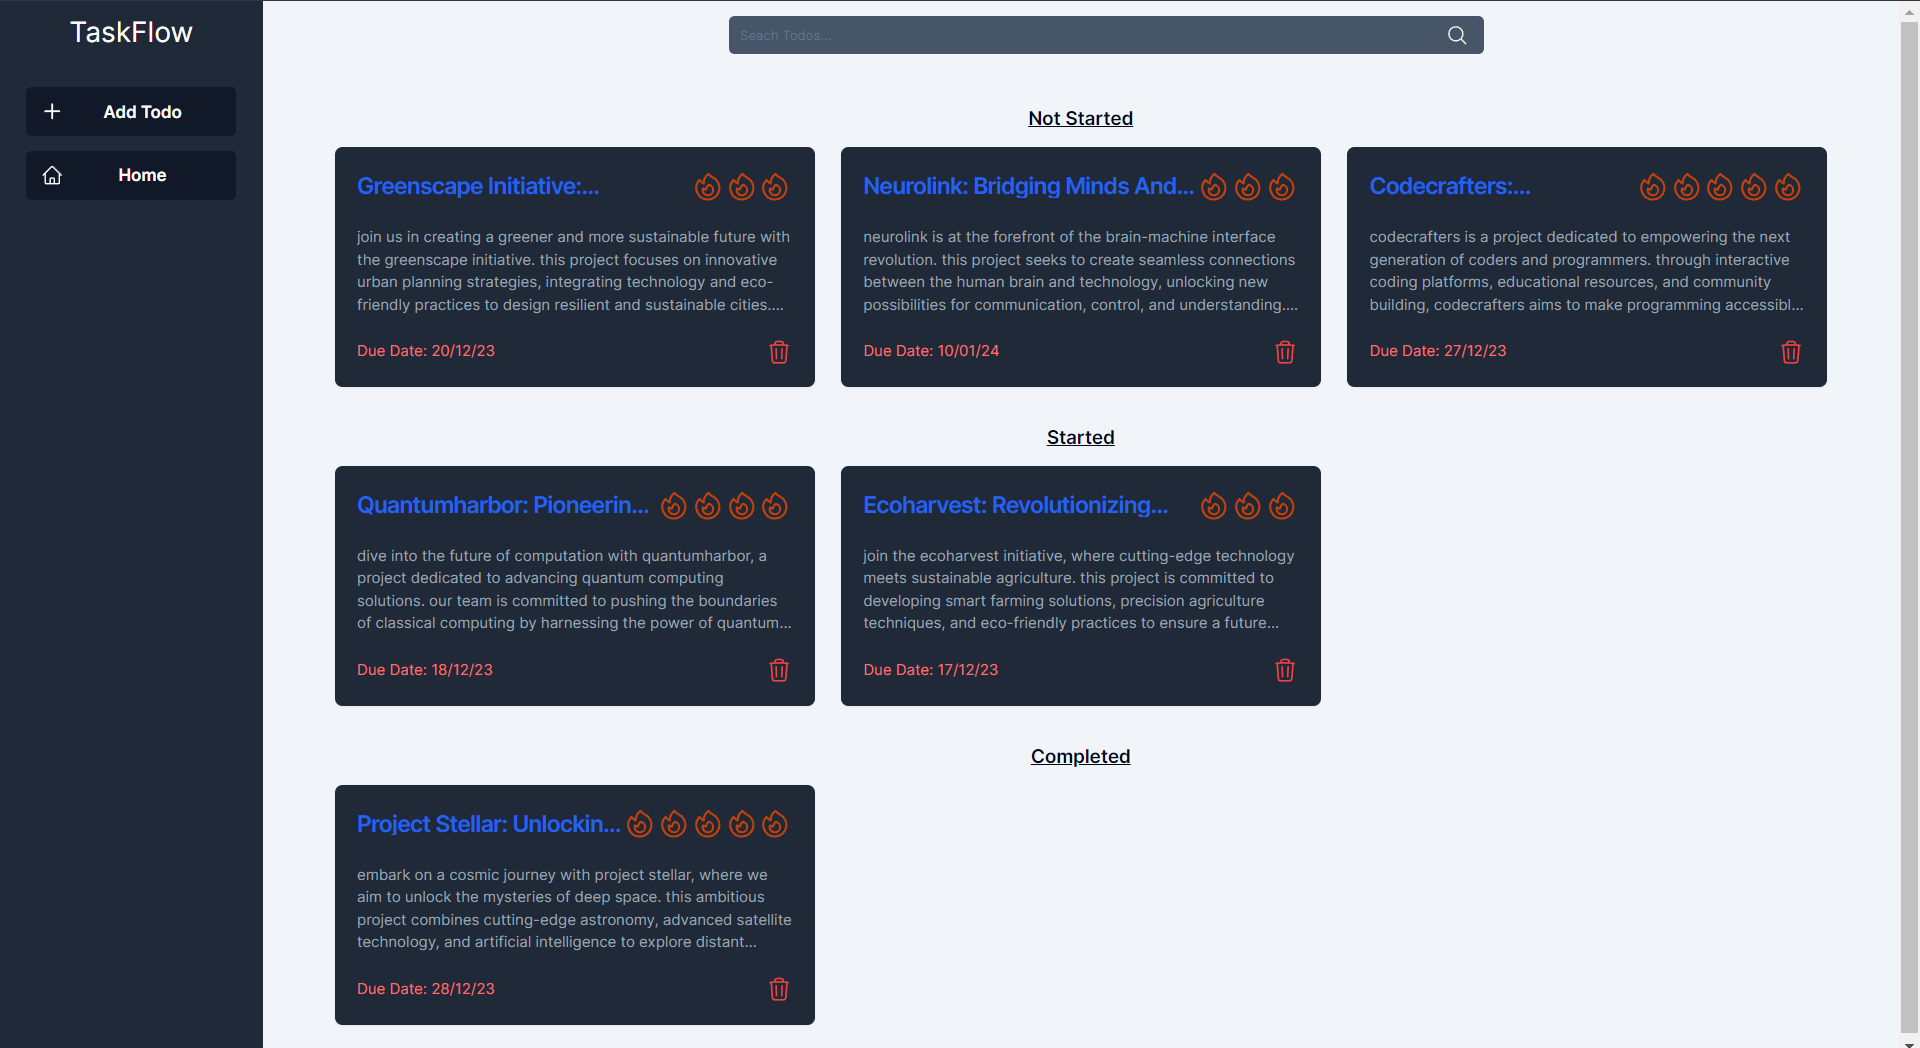 TaskFlow
Add Todo
Home
Seach Todos...
Not Started
Greenscape Initiative:...
join us in creating a greener and more sustainable future with
the greenscape initiative. this project focuses on innovative
urban planning strategies, integrating technology and eco-
friendly practices to design resilient and sustainable cities....
Due Date: 20/12/23
Neurolink: Bridging Minds And...
neurolink is at the forefront of the brain-machine interface
revolution. this project seeks to create seamless connections
between the human brain and technology, unlocking new
possibilities for communication, control, and understanding....
Due Date: 10/01/24
Codecrafters:...
codecrafters is a project dedicated to empowering the next
generation of coders and programmers. through interactive
coding platforms, educational resources, and community
building, codecrafters aims to make programming accessibl...
Due Date: 27/12/23
Started
Quantumharbor: Pioneerin...
dive into the future of computation with quantumharbor, a
project dedicated to advancing quantum computing
solutions. our team is committed to pushing the boundaries
of classical computing by harnessing the power of quantum...
Due Date: 18/12/23
Ecoharvest: Revolutionizing...
join the ecoharvest initiative, where cutting-edge technology
meets sustainable agriculture. this project is committed to
developing smart farming solutions, precision agriculture
techniques, and eco-friendly practices to ensure a future...
Due Date: 17/12/23
Completed
Project Stellar: Unlockin...
embark on a cosmic journey with project stellar, where we
aim to unlock the mysteries of deep space. this ambitious
project combines cutting-edge astronomy, advanced satellite
technology, and artificial intelligence to explore distant...
Due Date: 28/12/23